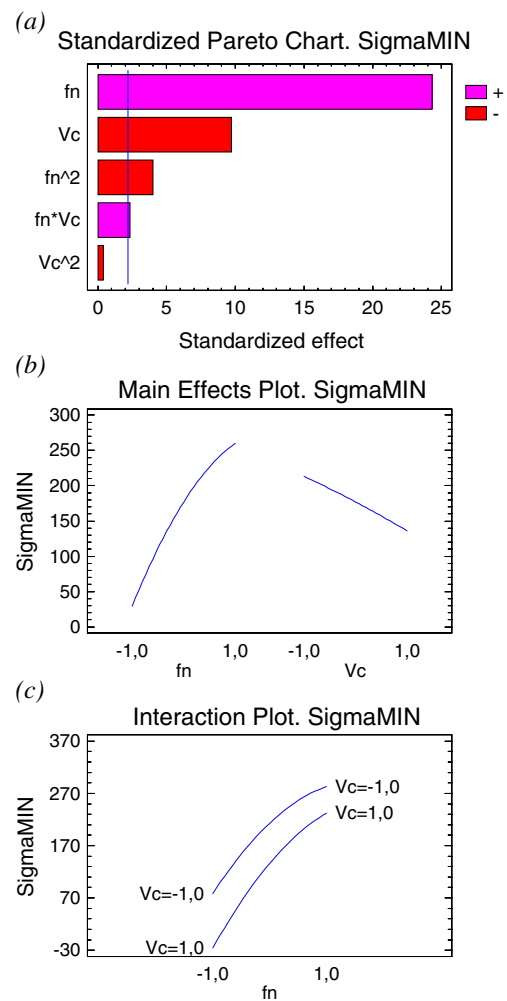 (a)
Standardized Pareto Chart. SigmaMIN
fn
Vc
fn^2
fn*Vc
Vc^2
+
-
0 5 10 15 20 25
Standardized effect
(b)
Main Effects Plot. SigmaMIN
SigmaMIN
300
250
200
150
100
50
0
-1,0 1,0 -1,0 1,0
fn Vc
(c)
Interaction Plot. SigmaMIN
SigmaMIN
370
270
170
70
-30
Vc=-1,0
Vc=1,0
Vc=-1,0
Vc=1,0
-1,0 1,0
fn